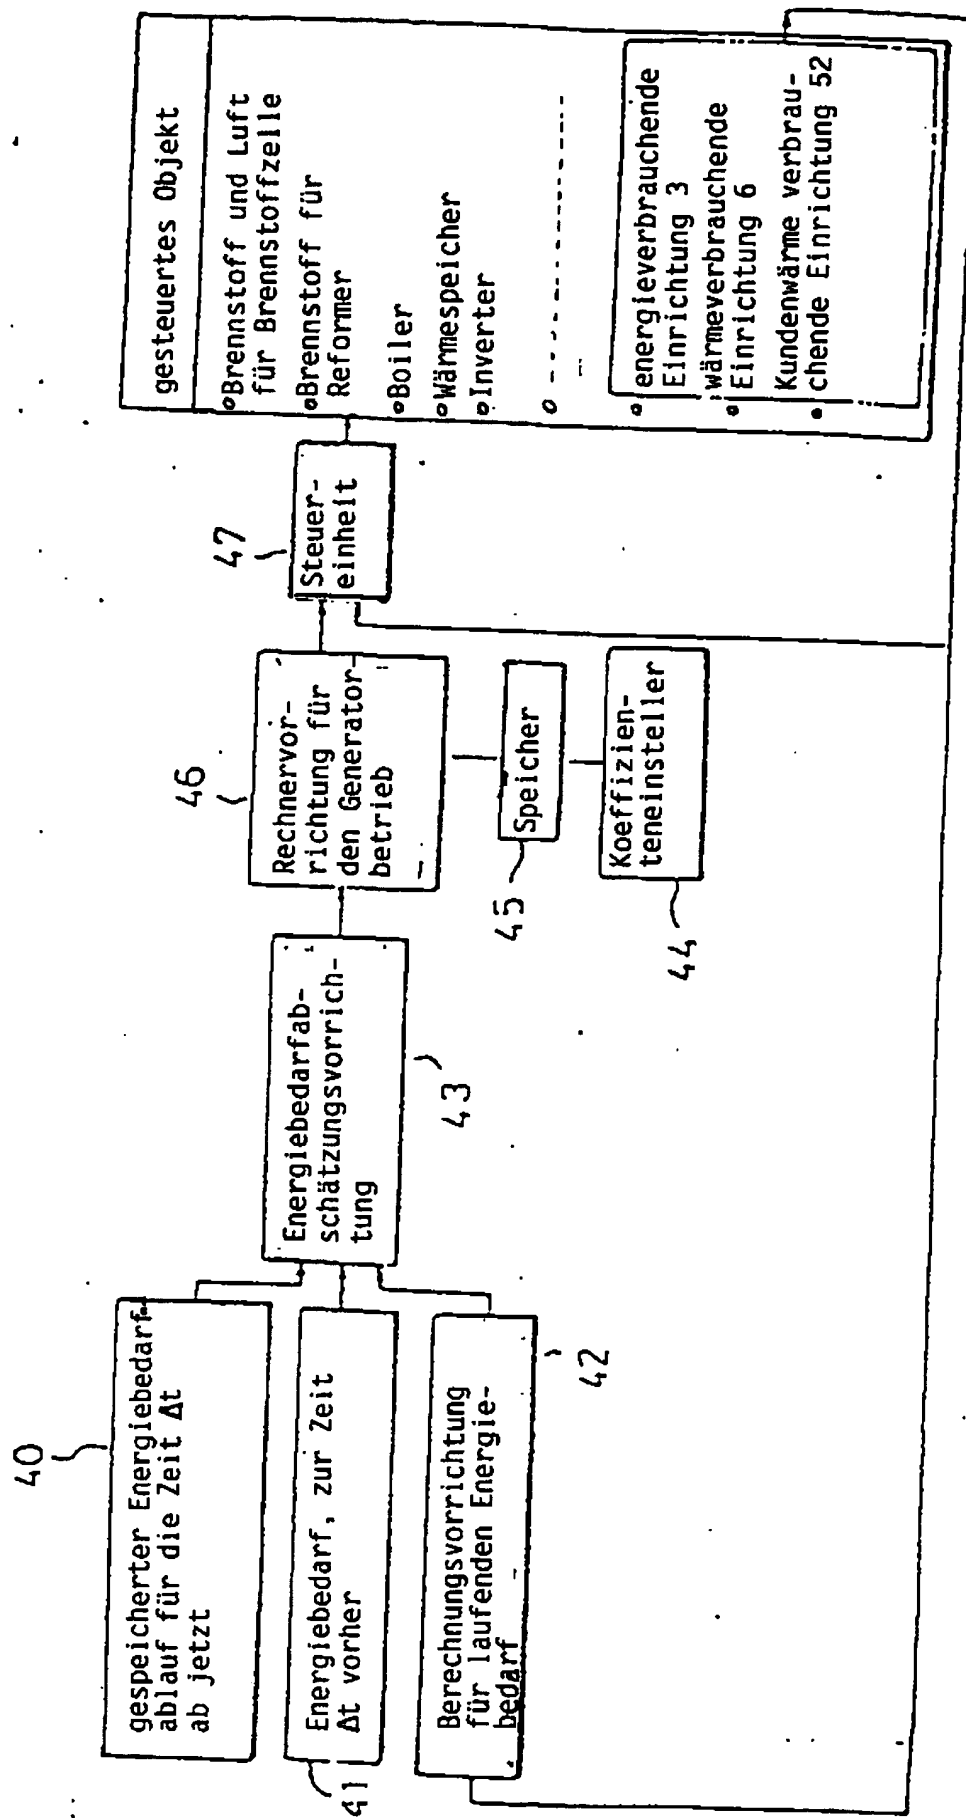 40
gespeicherter Energiebedarf-
ablauf für die Zeit Δt
ab jetzt
41
Energiebedarf, zur Zeit
Δt vorher
Berechnungsvorrichtung
für laufenden Energie-
bedarf
42
Energiebedarfab-
schätzungsvorrich-
tung
43
46
Rechnervor-
richtung für
den Generator-
betrieb
45
Speicher
44
Koeffizien-
teneinsteller
47
Steuer-
einheit
gesteuertes Objekt
Brennstoff und Luft
für Brennstoffzelle
Brennstoff für
Reformer
Boiler
Wärmespeicher
Inverter
energieverbrauchende
Einrichtung 3
wärmeverbrauchende
Einrichtung 6
Kundenwärme verbrau-
chende Einrichtung 52